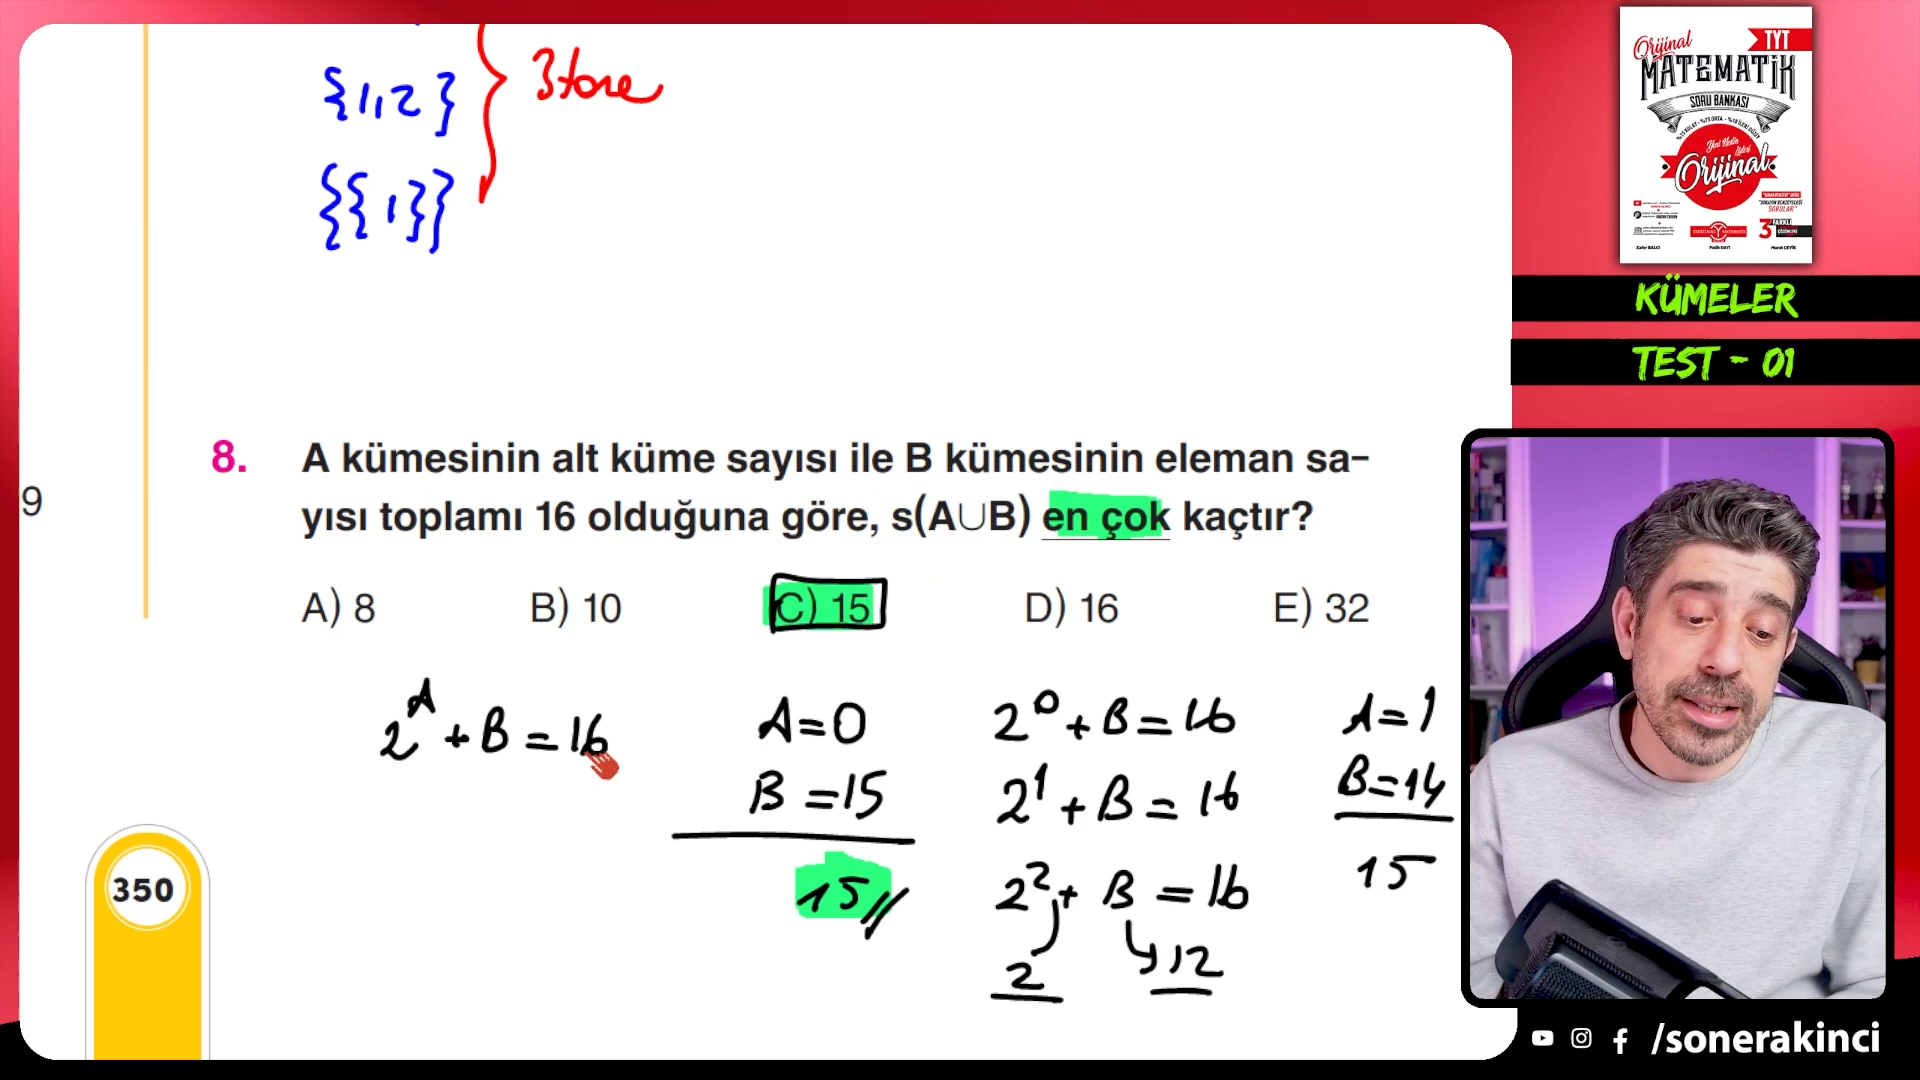 {1,2}
3 tane
{{1}}
9
8. A kümesinin alt küme sayısı ile B kümesinin eleman sa-
yısı toplamı 16 olduğuna göre, s(A∪B) en çok kaçtır?
A) 8 B) 10 C) 15 D) 16 E) 32
2^A + B = 16
A=0
B=15
15//
2^0 + B = 16
2^1 + B = 16
2^2 + B = 16
2 12
A=1
B=14
15
350
Orijinal
TYT
MATEMATİK
SORU BANKASI
Orijinal
KÜMELER
TEST - 01
/sonerakinci